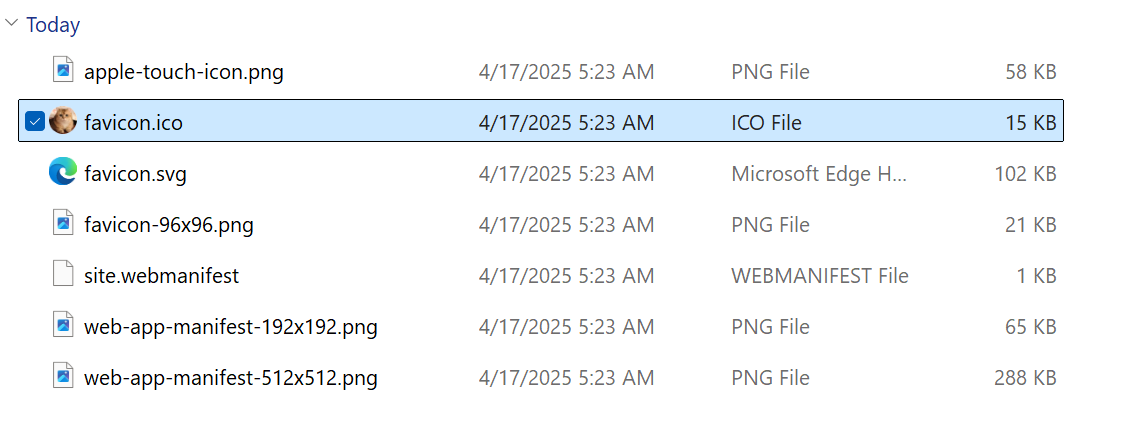 Today
apple-touch-icon.png 4/17/2025 5:23 AM PNG File 58 KB
favicon.ico 4/17/2025 5:23 AM ICO File 15 KB
favicon.svg 4/17/2025 5:23 AM Microsoft Edge H... 102 KB
favicon-96x96.png 4/17/2025 5:23 AM PNG File 21 KB
site.webmanifest 4/17/2025 5:23 AM WEBMANIFEST File 1 KB
web-app-manifest-192x192.png 4/17/2025 5:23 AM PNG File 65 KB
web-app-manifest-512x512.png 4/17/2025 5:23 AM PNG File 288 KB